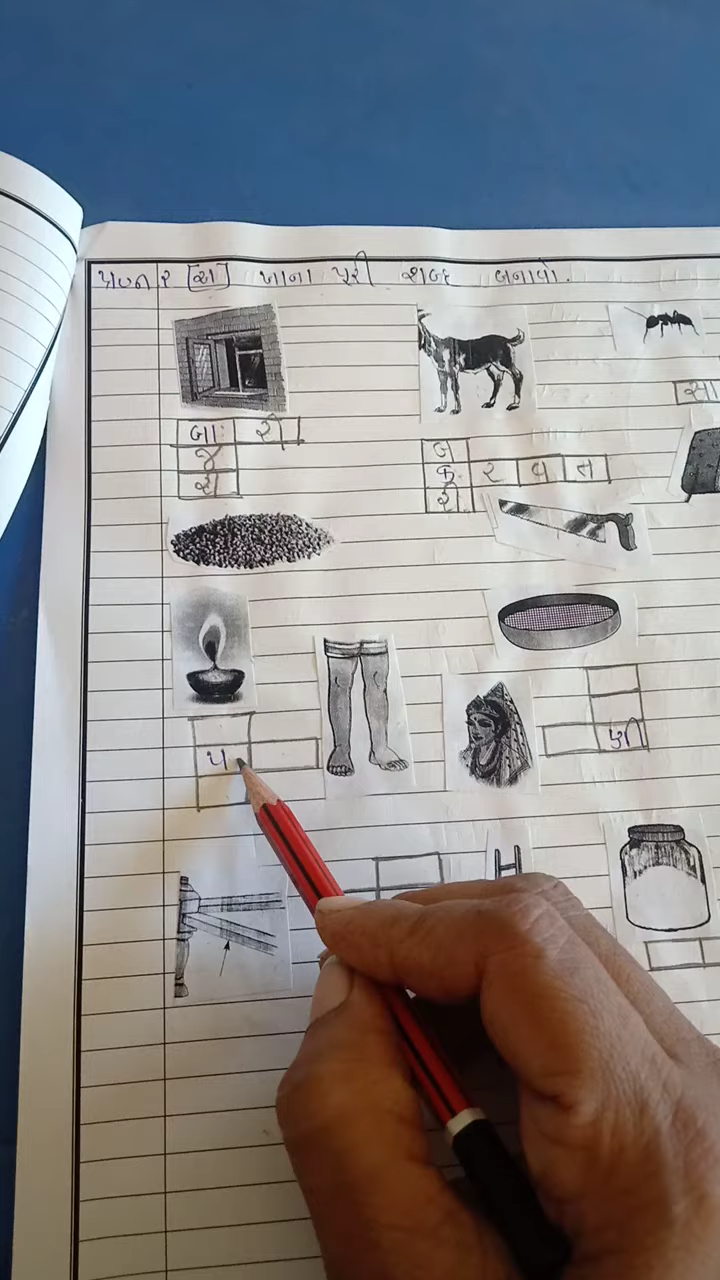 પ્રશ્ન ૨ [અ] ખાના પૂરી શબ્દ બનાવો.
બા રી
જ
રી
સા
બ
ક ર વ ત
રી
પ
ણી